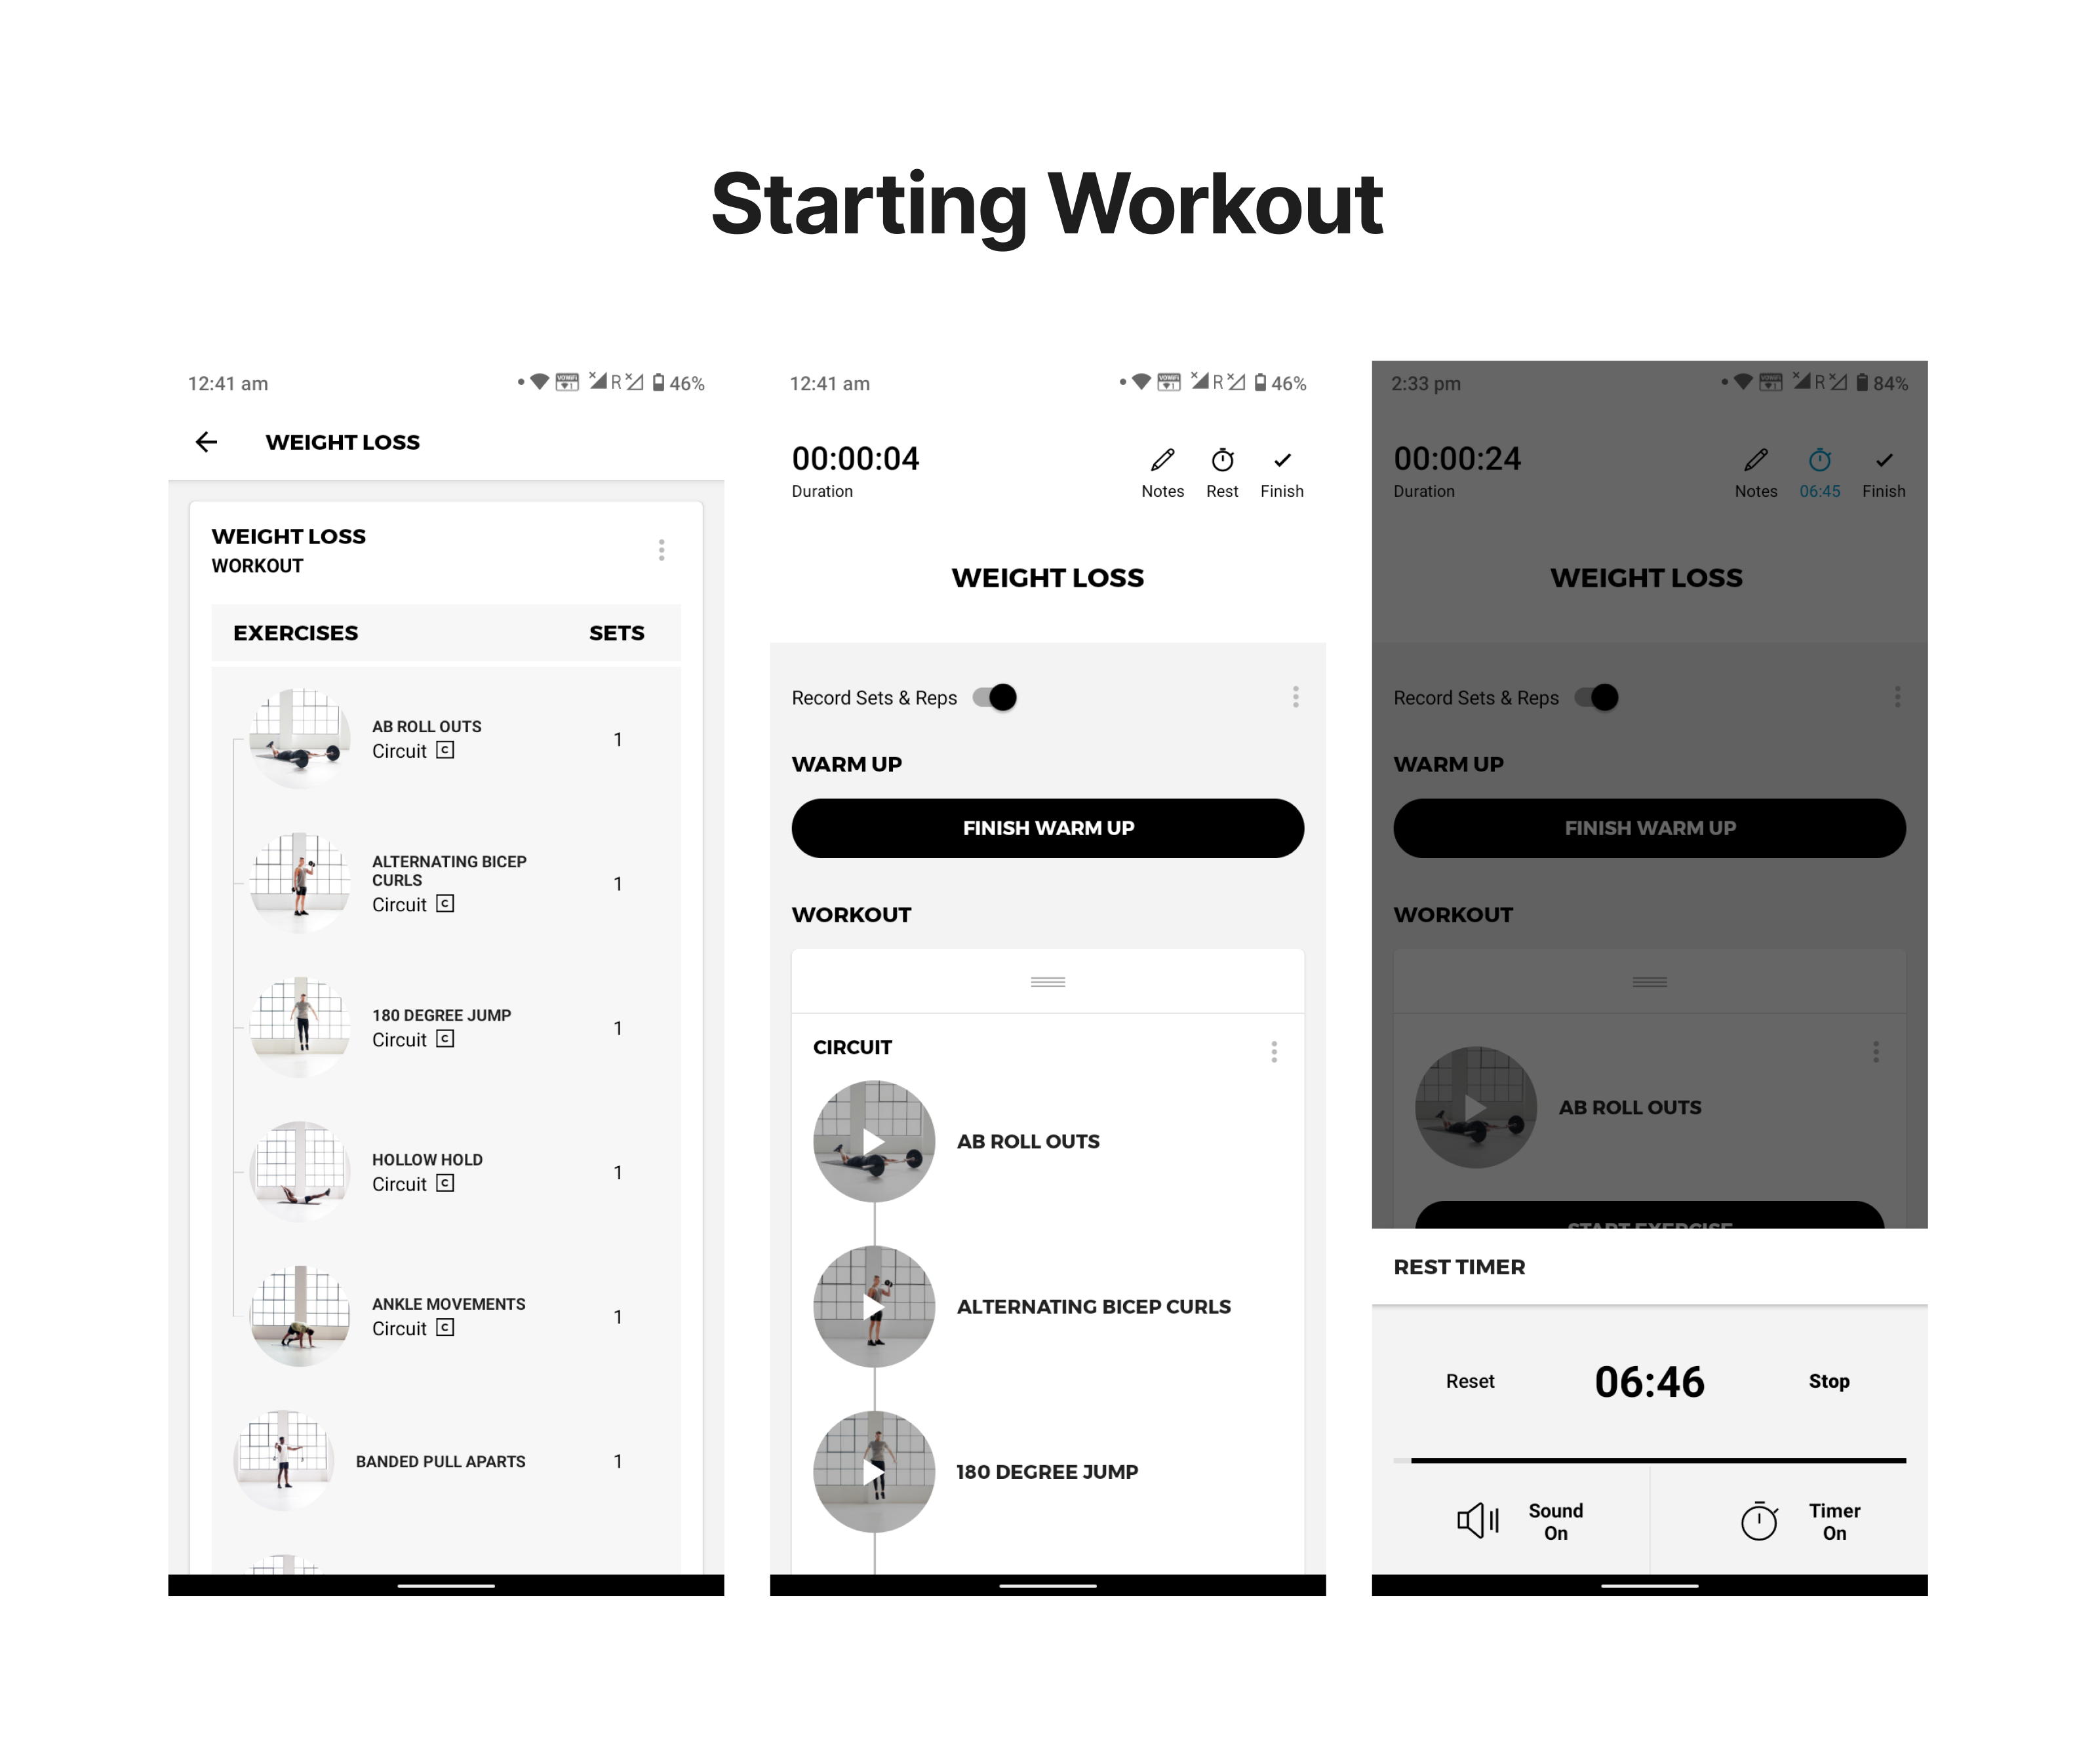 Starting Workout
12:41 am
R
46%
WEIGHT LOSS
WEIGHT LOSS
WORKOUT
EXERCISES SETS
AB ROLL OUTS
Circuit C
1
ALTERNATING BICEP
CURLS
Circuit C
1
180 DEGREE JUMP
Circuit C
1
HOLLOW HOLD
Circuit C
1
ANKLE MOVEMENTS
Circuit C
1
BANDED PULL APARTS 1
12:41 am
R
46%
00:00:04
Duration
Notes Rest Finish
WEIGHT LOSS
Record Sets & Reps
WARM UP
FINISH WARM UP
WORKOUT
CIRCUIT
AB ROLL OUTS
ALTERNATING BICEP CURLS
180 DEGREE JUMP
2:33 pm
R
84%
00:00:24
Duration
Notes 06:45 Finish
WEIGHT LOSS
Record Sets & Reps
WARM UP
FINISH WARM UP
WORKOUT
AB ROLL OUTS
START EXERCISE
REST TIMER
Reset 06:46 Stop
Sound
On
Timer
On